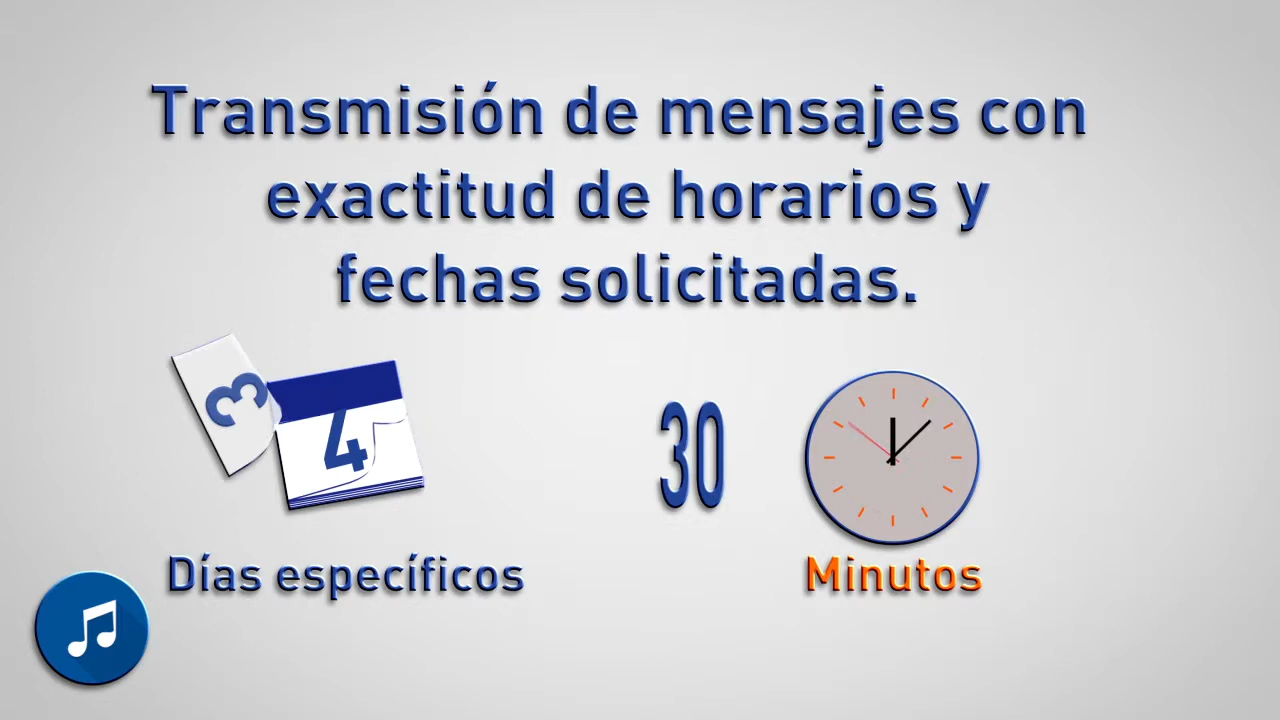 Transmisión de mensajes con
exactitud de horarios y
fechas solicitadas.
3
4
30
Días específicos
Minutos